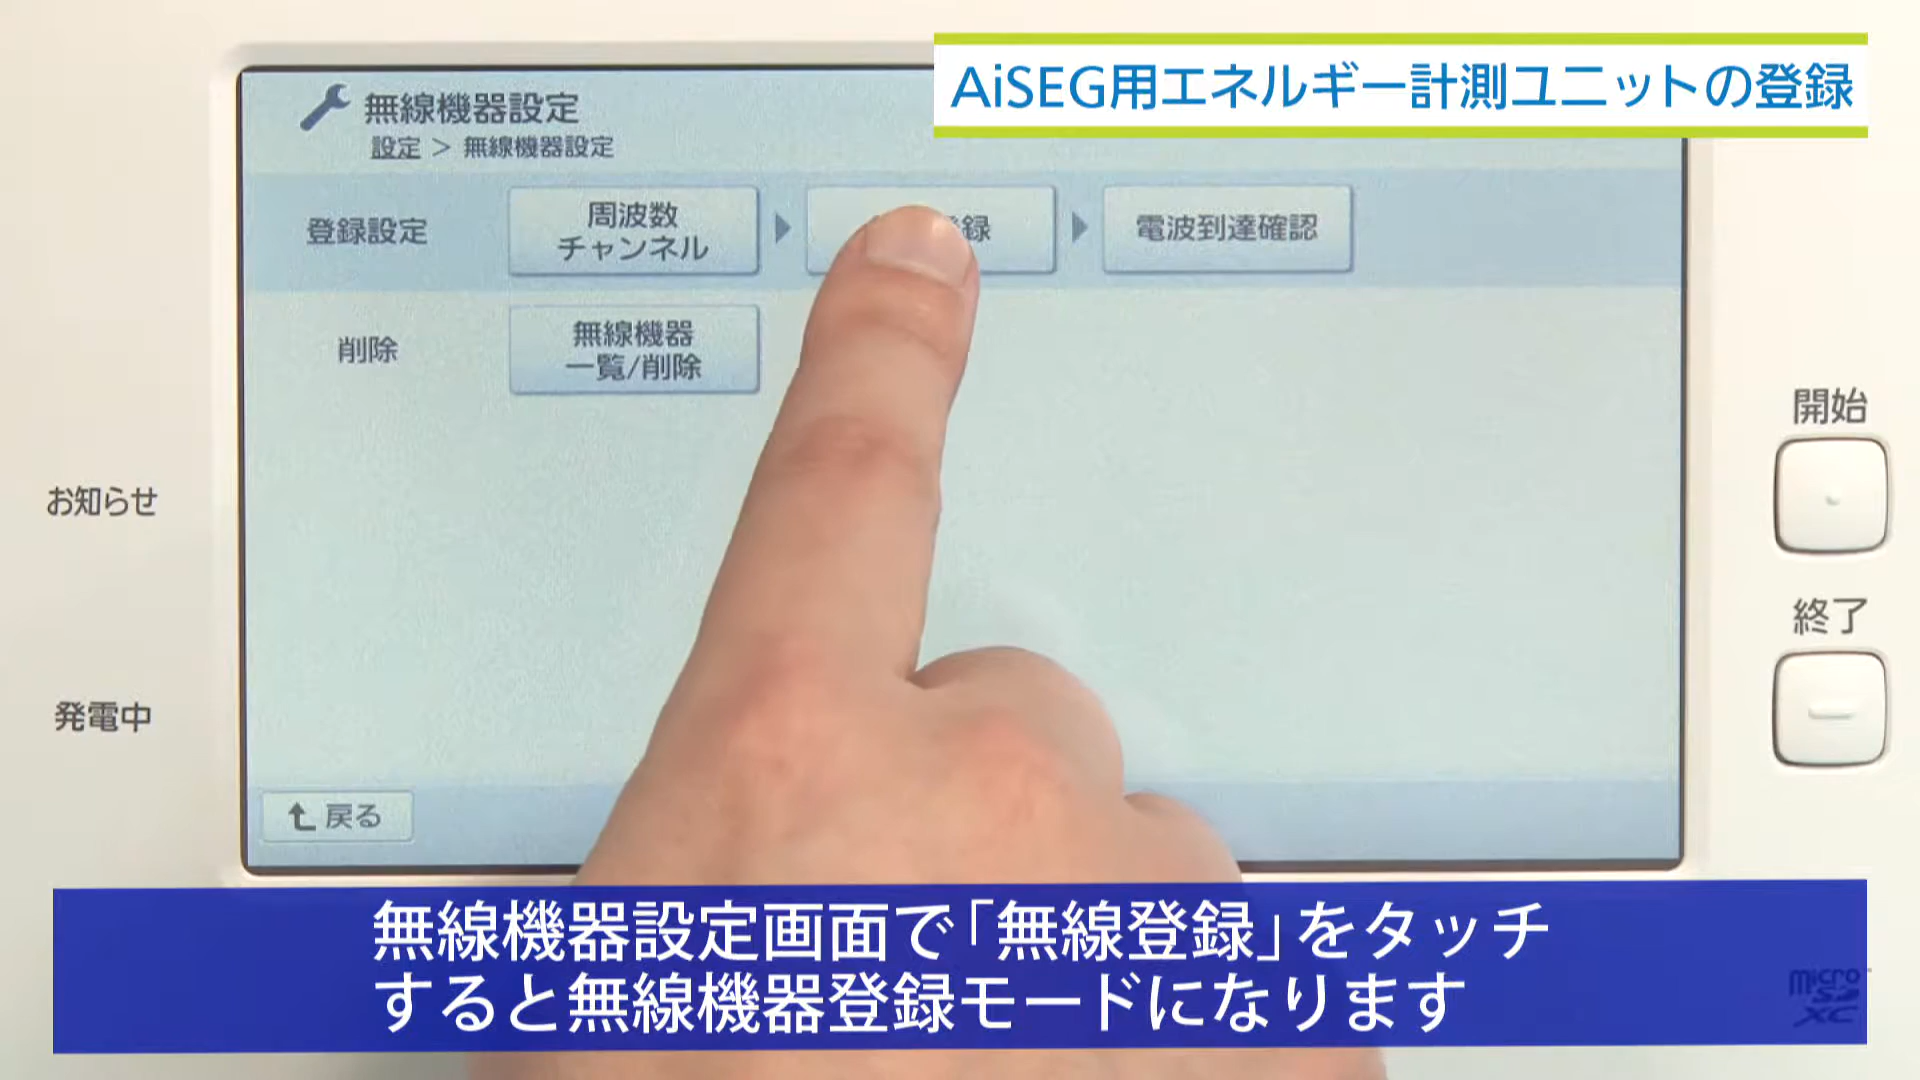 AiSEG用エネルギー計測ユニットの登録
無線機器設定
設定 > 無線機器設定
登録設定
周波数
チャンネル
録
電波到達確認
削除
無線機器
一覧/削除
開始
お知らせ
終了
発電中
戻る
無線機器設定画面で「無線登録」をタッチ
すると無線機器登録モードになります
micro
SD
XC